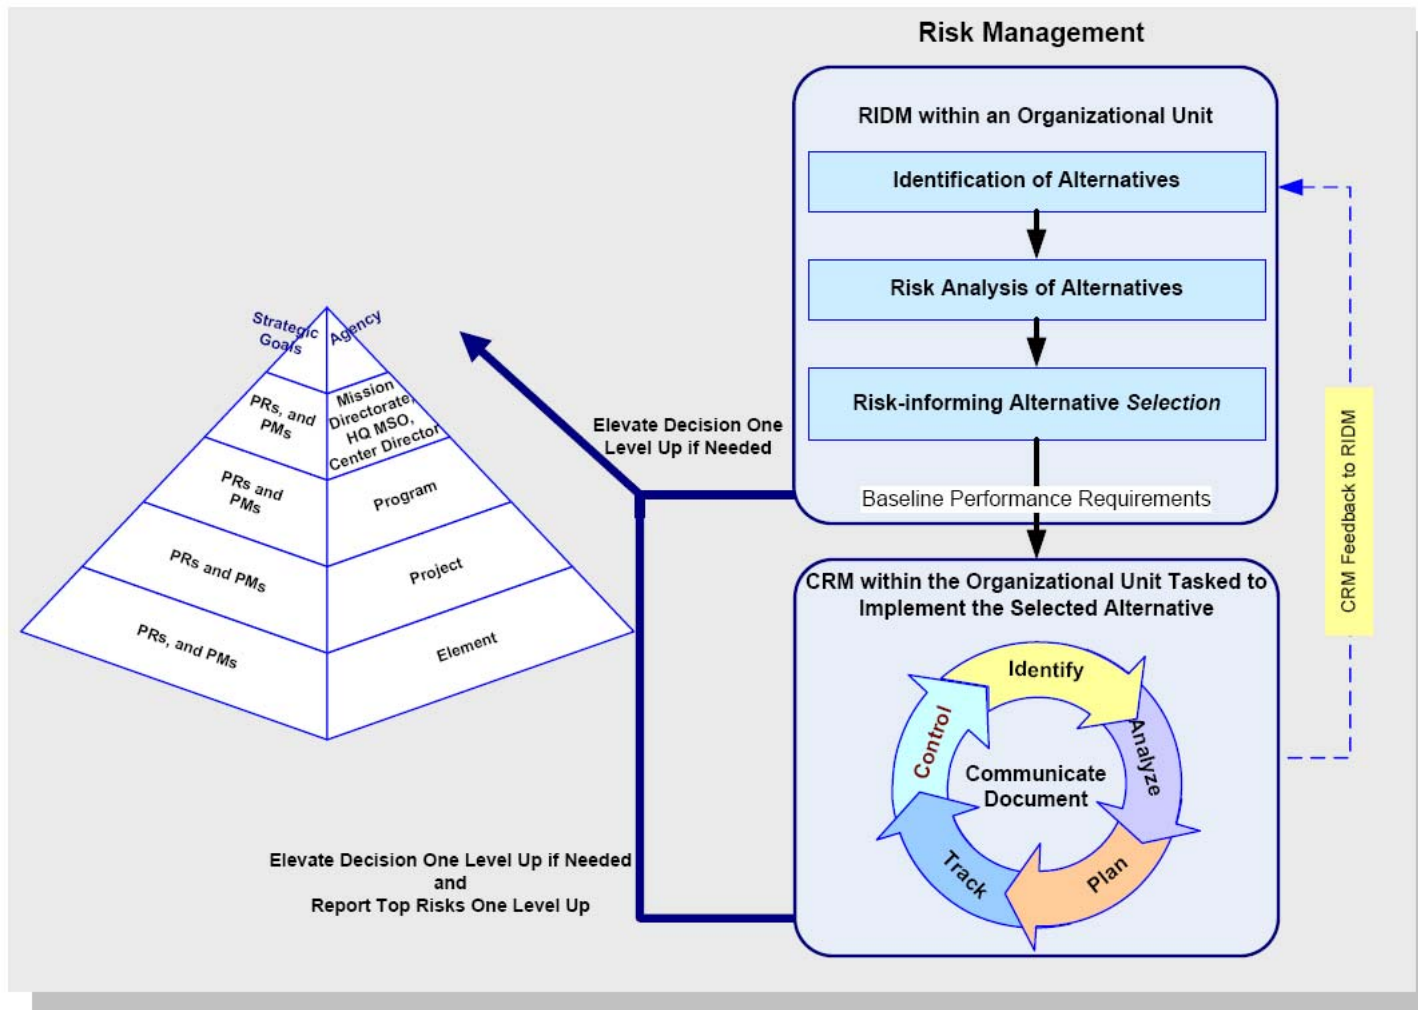 Risk Management
RIDM within an Organizational Unit
Identification of Alternatives
Risk Analysis of Alternatives
Risk-informing Alternative Selection
Baseline Performance Requirements
CRM within the Organizational Unit Tasked to
Implement the Selected Alternative
Identify
Analyze
Plan
Track
Control
Communicate
Document
CRM Feedback to RIDM
Elevate Decision One
Level Up if Needed
Elevate Decision One Level Up if Needed
and
Report Top Risks One Level Up
Strategic
Goals
Agency
PRs, and
PMs
Mission
Directorate,
HQ MSO,
Center Director
PRs and
PMs
Program
PRs and PMs
Project
PRs, and PMs
Element